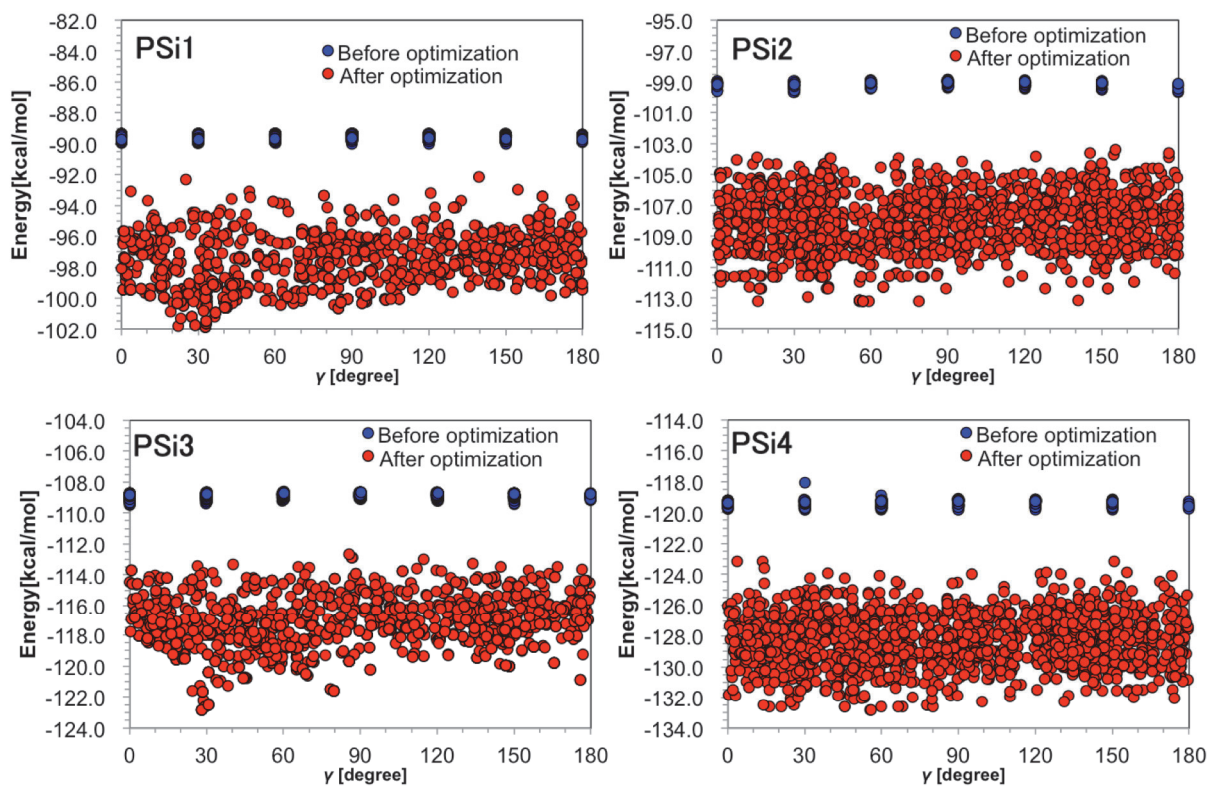 PSi1
Before optimization
After optimization
Energy[kcal/mol]
-82.0
-84.0
-86.0
-88.0
-90.0
-92.0
-94.0
-96.0
-98.0
-100.0
-102.0
0 30 60 90 120 150 180
γ [degree]
PSi2
Before optimization
After optimization
Energy[kcal/mol]
-95.0
-97.0
-99.0
-101.0
-103.0
-105.0
-107.0
-109.0
-111.0
-113.0
-115.0
0 30 60 90 120 150 180
γ [degree]
PSi3
Before optimization
After optimization
Energy[kcal/mol]
-104.0
-106.0
-108.0
-110.0
-112.0
-114.0
-116.0
-118.0
-120.0
-122.0
-124.0
0 30 60 90 120 150 180
γ [degree]
PSi4
Before optimization
After optimization
Energy[kcal/mol]
-114.0
-116.0
-118.0
-120.0
-122.0
-124.0
-126.0
-128.0
-130.0
-132.0
-134.0
0 30 60 90 120 150 180
γ [degree]